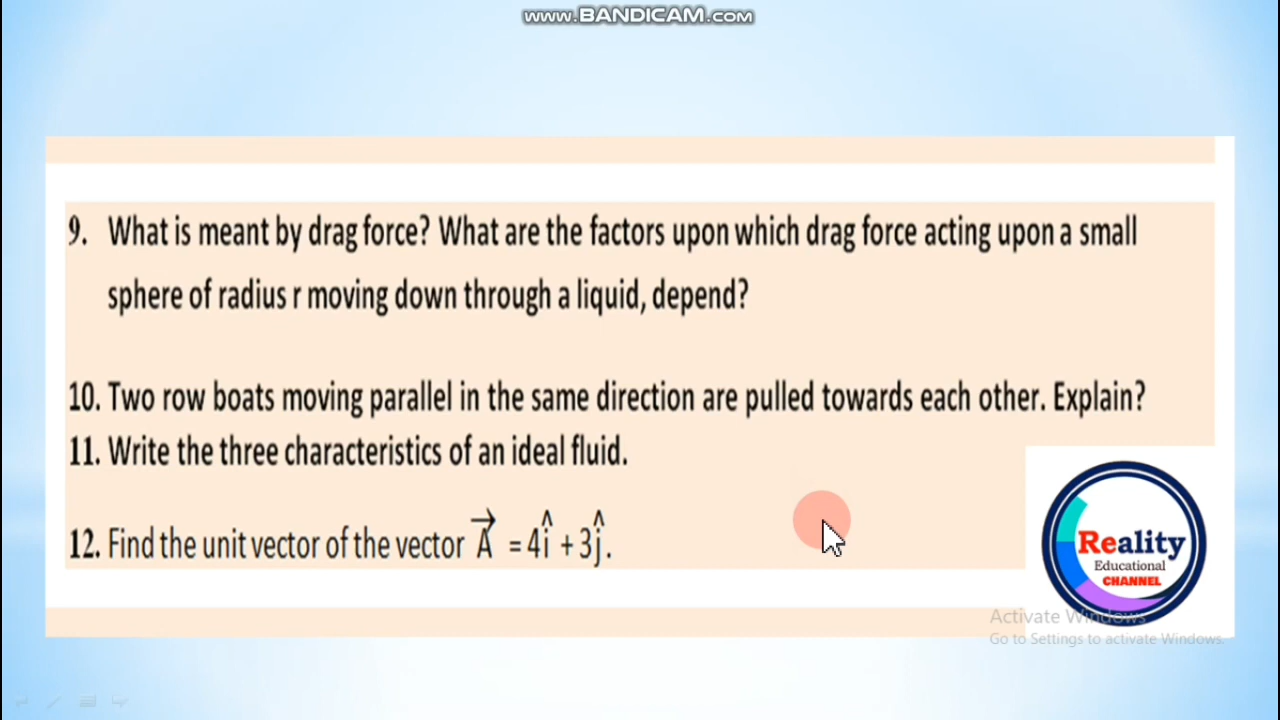 www.BANDICAM.com
9. What is meant by drag force? What are the factors upon which drag force acting upon a small
sphere of radius r moving down through a liquid, depend?
10. Two row boats moving parallel in the same direction are pulled towards each other. Explain?
11. Write the three characteristics of an ideal fluid.
12. Find the unit vector of the vector A⃗ = 4î + 3ĵ.
Reality
Educational
CHANNEL
Activate Windows
Go to Settings to activate Windows.